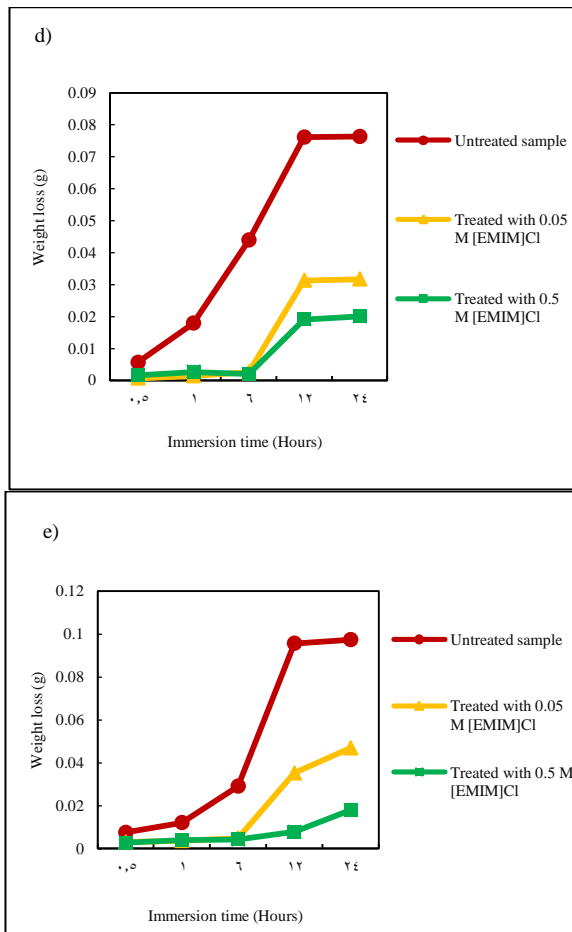 d)
0.09
0.08
0.07
0.06
0.05
0.04
0.03
0.02
0.01
0
Weight loss (g)
٠,٥ ١ ٦ ١٢ ٢٤
Immersion time (Hours)
Untreated sample
Treated with 0.05
M [EMIM]Cl
Treated with 0.5
M [EMIM]Cl
e)
0.12
0.1
0.08
0.06
0.04
0.02
0
Weight loss (g)
٠,٥ ١ ٦ ١٢ ٢٤
Immersion time (Hours)
Untreated sample
Treated with 0.05
M [EMIM]Cl
Treated with 0.5 M
[EMIM]Cl